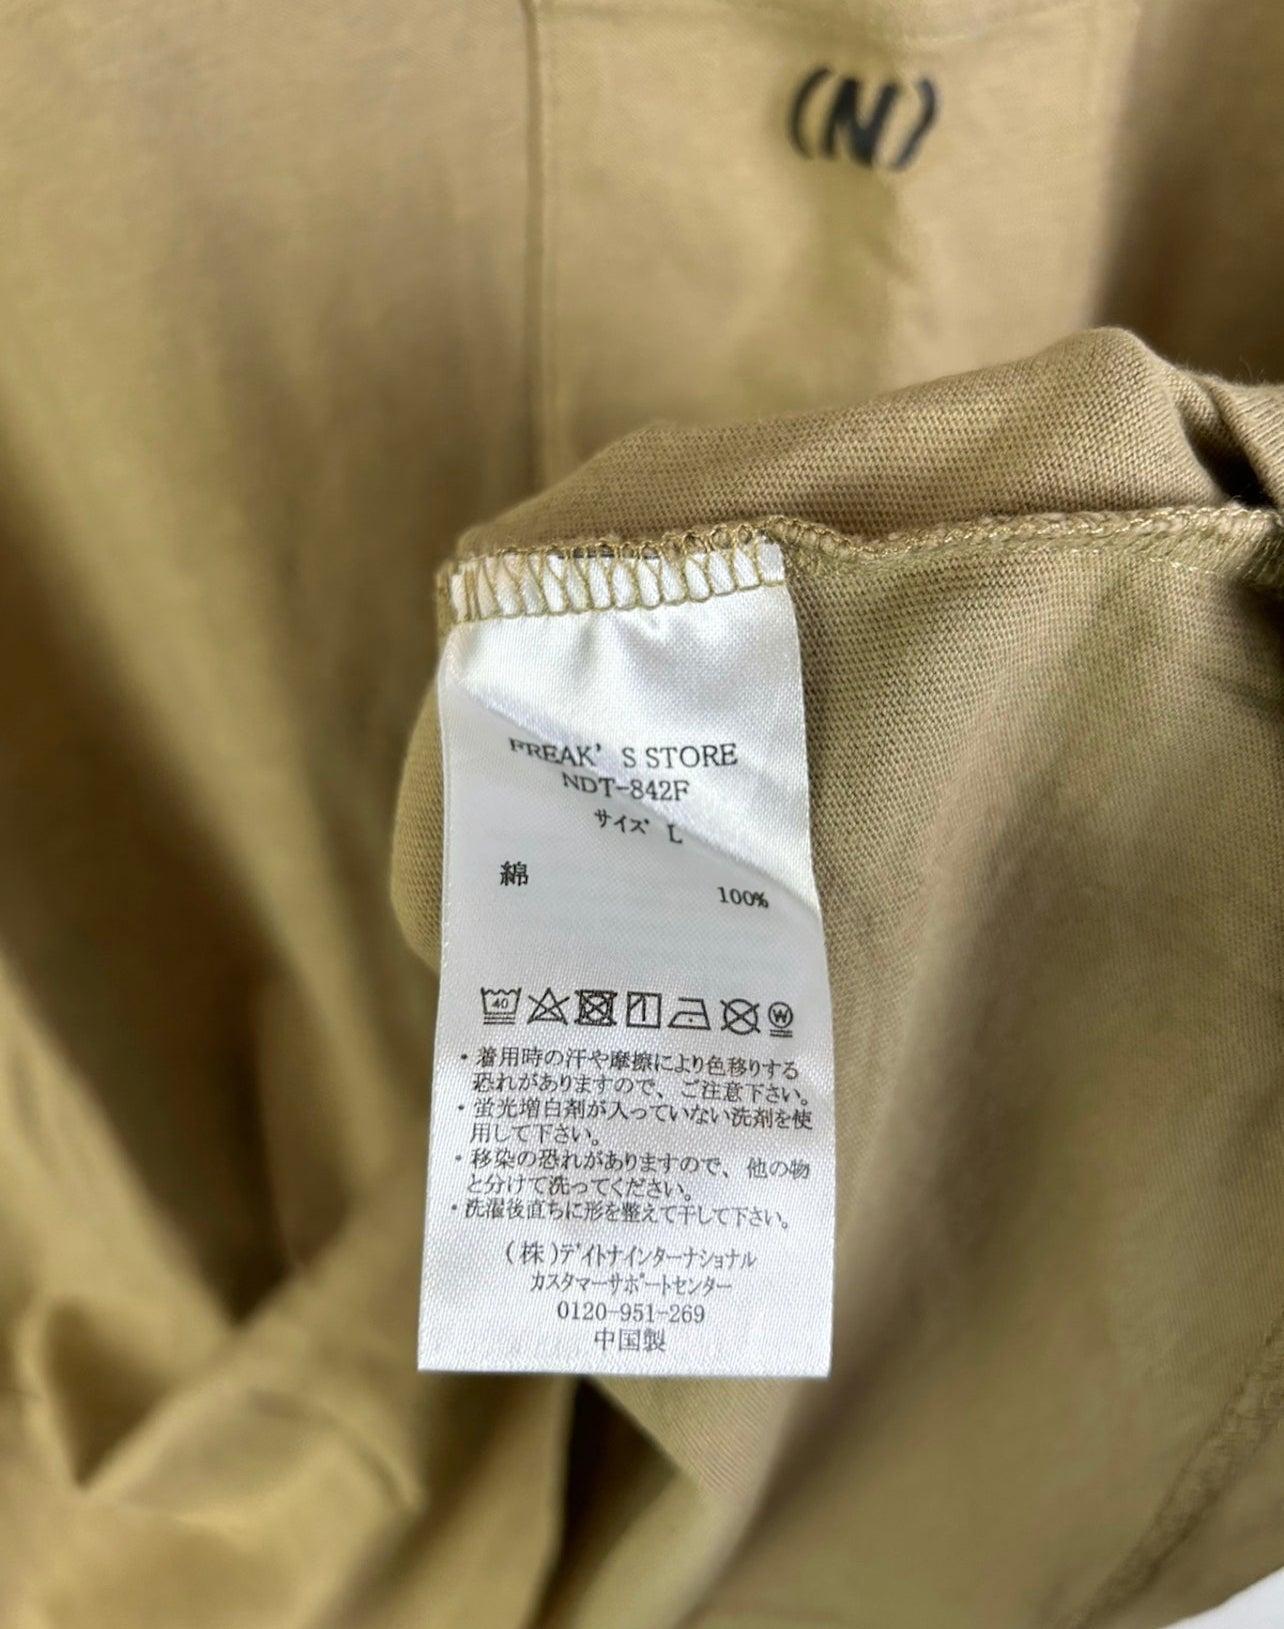 (N)
FREAK'S STORE
NDT-842F
サイズ L
綿 100%
40
W
・着用時の汗や摩擦により色移りする
恐れがありますので、ご注意下さい。
・蛍光増白剤が入っていない洗剤を使
用して下さい。
・移染の恐れがありますので、他の物
と分けて洗ってください。
・洗濯後直ちに形を整えて干して下さい。
(株)デイトナインターナショナル
カスタマーサポートセンター
0120-951-269
中国製